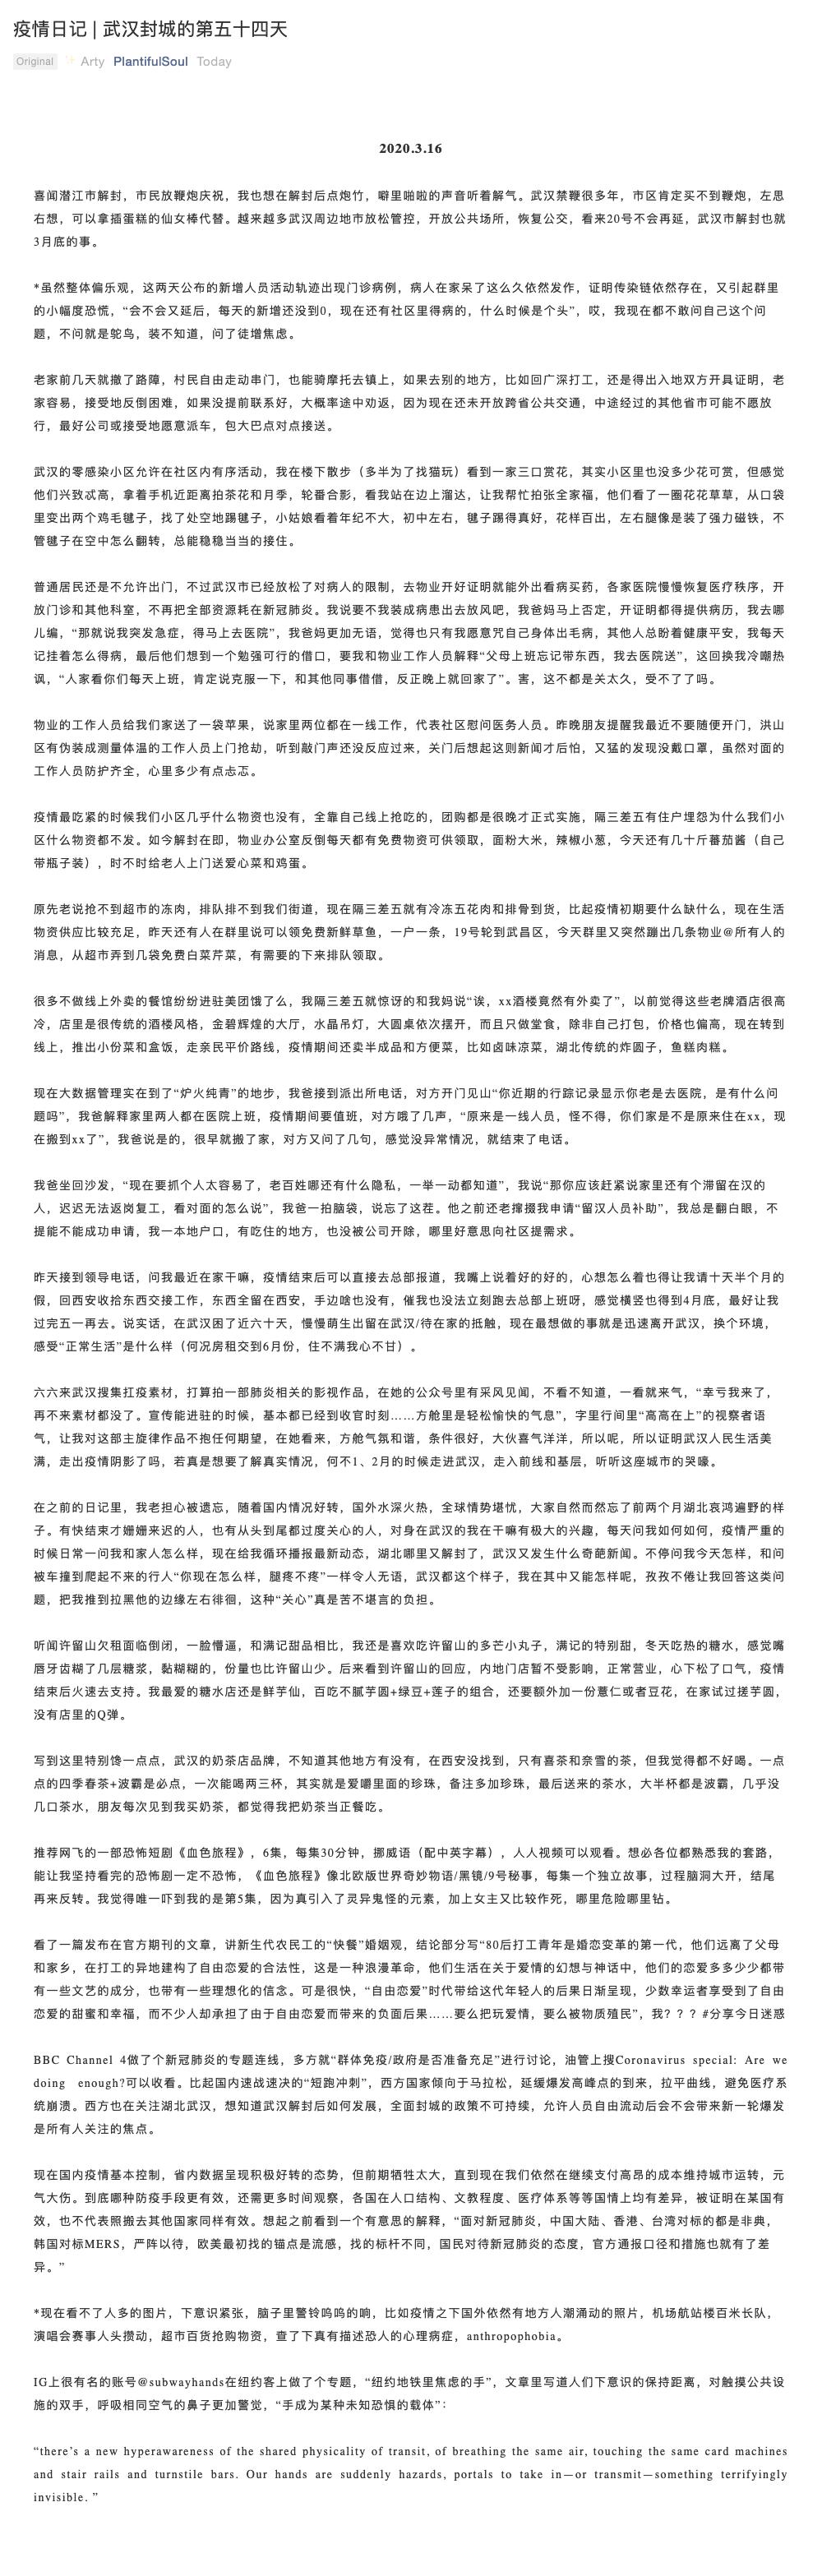 疫情日记 | 武汉封城的第五十四天
Original ✨ Arty PlantifulSoul Today
2020.3.16
喜闻潜江市解封，市民放鞭炮庆祝，我也想在解封后点炮竹，噼里啪啦的声音听着解气。武汉禁鞭很多年，市区肯定买不到鞭炮，左思
右想，可以拿插蛋糕的仙女棒代替。越来越多武汉周边地市放松管控，开放公共场所，恢复公交，看来20号不会再延，武汉市解封也就
3月底的事。
*虽然整体偏乐观，这两天公布的新增人员活动轨迹出现门诊病例，病人在家呆了这么久依然发作，证明传染链依然存在，又引起群里
的小幅度恐慌，“会不会又延后，每天的新增还没到0，现在还有社区里得病的，什么时候是个头”，哎，我现在都不敢问自己这个问
题，不问就是鸵鸟，装不知道，问了徒增焦虑。
老家前几天就撤了路障，村民自由走动串门，也能骑摩托去镇上，如果去别的地方，比如回广深打工，还是得出入地双方开具证明，老
家容易，接受地反倒困难，如果没提前联系好，大概率途中劝返，因为现在还未开放跨省公共交通，中途经过的其他省市可能不愿放
行，最好公司或接受地愿意派车，包大巴点对点接送。
武汉的零感染小区允许在社区内有序活动，我在楼下散步（多半为了找猫玩）看到一家三口赏花，其实小区里也没多少花可赏，但感觉
他们兴致忒高，拿着手机近距离拍茶花和月季，轮番合影，看我站在边上溜达，让我帮忙拍张全家福，他们看了一圈花花草草，从口袋
里变出两个鸡毛毽子，找了处空地踢毽子，小姑娘看着年纪不大，初中左右，毽子踢得真好，花样百出，左右腿像是装了强力磁铁，不
管毽子在空中怎么翻转，总能稳稳当当的接住。
普通居民还是不允许出门，不过武汉市已经放松了对病人的限制，去物业开好证明就能外出看病买药，各家医院慢慢恢复医疗秩序，开
放门诊和其他科室，不再把全部资源耗在新冠肺炎。我说要不我装成病患出去放风吧，我爸妈马上否定，开证明都得提供病历，我去哪
儿编，“那就说我突发急症，得马上去医院”，我爸妈更加无语，觉得也只有我愿意咒自己身体出毛病，其他人总盼着健康平安，我每天
记挂着怎么得病，最后他们想到一个勉强可行的借口，要我和物业工作人员解释“父母上班忘记带东西，我去医院送”，这回换我冷嘲热
讽，“人家看你们每天上班，肯定说克服一下，和其他同事借借，反正晚上就回家了”。害，这不都是关太久，受不了了吗。
物业的工作人员给我们家送了一袋苹果，说家里两位都在一线工作，代表社区慰问医务人员。昨晚朋友提醒我最近不要随便开门，洪山
区有伪装成测量体温的工作人员上门抢劫，听到敲门声还没反应过来，关门后想起这则新闻才后怕，又猛的发现没戴口罩，虽然对面的
工作人员防护齐全，心里多少有点忐忑。
疫情最吃紧的时候我们小区几乎什么物资也没有，全靠自己线上抢吃的，团购都是很晚才正式实施，隔三差五有住户埋怨为什么我们小
区什么物资都不发。如今解封在即，物业办公室反倒每天都有免费物资可供领取，面粉大米，辣椒小葱，今天还有几十斤蕃茄酱（自己
带瓶子装），时不时给老人上门送爱心菜和鸡蛋。
原先老说抢不到超市的冻肉，排队排不到我们街道，现在隔三差五就有冷冻五花肉和排骨到货，比起疫情初期要什么缺什么，现在生活
物资供应比较充足，昨天还有人在群里说可以领免费新鲜草鱼，一户一条，19号轮到武昌区，今天群里又突然蹦出几条物业@所有人的
消息，从超市弄到几袋免费白菜芹菜，有需要的下来排队领取。
很多不做线上外卖的餐馆纷纷进驻美团饿了么，我隔三差五就惊讶的和我妈说“诶，xx酒楼竟然有外卖了”，以前觉得这些老牌酒店很高
冷，店里是很传统的酒楼风格，金碧辉煌的大厅，水晶吊灯，大圆桌依次摆开，而且只做堂食，除非自己打包，价格也偏高，现在转到
线上，推出小份菜和盒饭，走亲民平价路线，疫情期间还卖半成品和方便菜，比如卤味凉菜，湖北传统的炸圆子，鱼糕肉糕。
现在大数据管理实在到了“炉火纯青”的地步，我爸接到派出所电话，对方开门见山“你近期的行踪记录显示你老是去医院，是有什么问
题吗”，我爸解释家里两人都在医院上班，疫情期间要值班，对方哦了几声，“原来是一线人员，怪不得，你们家是不是原来住在xx，现
在搬到xx了”，我爸说是的，很早就搬了家，对方又问了几句，感觉没异常情况，就结束了电话。
我爸坐回沙发，“现在要抓个人太容易了，老百姓哪还有什么隐私，一举一动都知道”，我说“那你应该赶紧说家里还有个滞留在汉的
人，迟迟无法返岗复工，看对面的怎么说”，我爸一拍脑袋，说忘了这茬。他之前还老撺掇我申请“留汉人员补助”，我总是翻白眼，不
提能不能成功申请，我一本地户口，有吃住的地方，也没被公司开除，哪里好意思向社区提需求。
昨天接到领导电话，问我最近在家干嘛，疫情结束后可以直接去总部报道，我嘴上说着好的好的，心想怎么着也得让我请十天半个月的
假，回西安收拾东西交接工作，东西全留在西安，手边啥也没有，催我也没法立刻跑去总部上班呀，感觉横竖也得到4月底，最好让我
过完五一再去。说实话，在武汉困了近六十天，慢慢萌生出留在武汉/待在家的抵触，现在最想做的事就是迅速离开武汉，换个环境，
感受“正常生活”是什么样（何况房租交到6月份，住不满我心不甘）。
六六来武汉搜集扛疫素材，打算拍一部肺炎相关的影视作品，在她的公众号里有采风见闻，不看不知道，一看就来气，“幸亏我来了，
再不来素材都没了。宣传能进驻的时候，基本都已经到收官时刻……方舱里是轻松愉快的气息”，字里行间里“高高在上”的视察者语
气，让我对这部主旋律作品不抱任何期望，在她看来，方舱气氛和谐，条件很好，大伙喜气洋洋，所以呢，所以证明武汉人民生活美
满，走出疫情阴影了吗，若真是想要了解真实情况，何不1、2月的时候走进武汉，走入前线和基层，听听这座城市的哭嚎。
在之前的日记里，我老担心被遗忘，随着国内情况好转，国外水深火热，全球情势堪忧，大家自然而然忘了前两个月湖北哀鸿遍野的样
子。有快结束才姗姗来迟的人，也有从头到尾都过度关心的人，对身在武汉的我在干嘛有极大的兴趣，每天问我如何如何，疫情严重的
时候日常一问我和家人怎么样，现在给我循环播报最新动态，湖北哪里又解封了，武汉又发生什么奇葩新闻。不停问我今天怎样，和问
被车撞到爬起不来的行人“你现在怎么样，腿疼不疼”一样令人无语，武汉都这个样子，我在其中又能怎样呢，孜孜不倦让我回答这类问
题，把我推到拉黑他的边缘左右徘徊，这种“关心”真是苦不堪言的负担。
听闻许留山欠租面临倒闭，一脸懵逼，和满记甜品相比，我还是喜欢吃许留山的多芒小丸子，满记的特别甜，冬天吃热的糖水，感觉嘴
唇牙齿糊了几层糖浆，黏糊糊的，份量也比许留山少。后来看到许留山的回应，内地门店暂不受影响，正常营业，心下松了口气，疫情
结束后火速去支持。我最爱的糖水店还是鲜芋仙，百吃不腻芋圆+绿豆+莲子的组合，还要额外加一份薏仁或者豆花，在家试过搓芋圆，
没有店里的Q弹。
写到这里特别馋一点点，武汉的奶茶店品牌，不知道其他地方有没有，在西安没找到，只有喜茶和奈雪的茶，但我觉得都不好喝。一点
点的四季春茶+波霸是必点，一次能喝两三杯，其实就是爱嚼里面的珍珠，备注多加珍珠，最后送来的茶水，大半杯都是波霸，几乎没
几口茶水，朋友每次见到我买奶茶，都觉得我把奶茶当正餐吃。
推荐网飞的一部恐怖短剧《血色旅程》，6集，每集30分钟，挪威语（配中英字幕），人人视频可以观看。想必各位都熟悉我的套路，
能让我坚持看完的恐怖剧一定不恐怖，《血色旅程》像北欧版世界奇妙物语/黑镜/9号秘事，每集一个独立故事，过程脑洞大开，结尾
再来反转。我觉得唯一吓到我的是第5集，因为真引入了灵异鬼怪的元素，加上女主又比较作死，哪里危险哪里钻。
看了一篇发布在官方期刊的文章，讲新生代农民工的“快餐”婚姻观，结论部分写“80后打工青年是婚恋变革的第一代，他们远离了父母
和家乡，在打工的异地建构了自由恋爱的合法性，这是一种浪漫革命，他们生活在关于爱情的幻想与神话中，他们的恋爱多多少少都带
有一些文艺的成分，也带有一些理想化的信念。可是很快，“自由恋爱”时代带给这代年轻人的后果日渐呈现，少数幸运者享受到了自由
恋爱的甜蜜和幸福，而不少人却承担了由于自由恋爱而带来的负面后果……要么把玩爱情，要么被物质殖民”，我？？？#分享今日迷惑
BBC Channel 4做了个新冠肺炎的专题连线，多方就“群体免疫/政府是否准备充足”进行讨论，油管上搜Coronavirus special: Are we
doing enough?可以收看。比起国内速战速决的“短跑冲刺”，西方国家倾向于马拉松，延缓爆发高峰点的到来，拉平曲线，避免医疗系
统崩溃。西方也在关注湖北武汉，想知道武汉解封后如何发展，全面封城的政策不可持续，允许人员自由流动后会不会带来新一轮爆发
是所有人关注的焦点。
现在国内疫情基本控制，省内数据呈现积极好转的态势，但前期牺牲太大，直到现在我们依然在继续支付高昂的成本维持城市运转，元
气大伤。到底哪种防疫手段更有效，还需更多时间观察，各国在人口结构、文教程度、医疗体系等等国情上均有差异，被证明在某国有
效，也不代表照搬去其他国家同样有效。想起之前看到一个有意思的解释，“面对新冠肺炎，中国大陆、香港、台湾对标的都是非典，
韩国对标MERS，严阵以待，欧美最初找的锚点是流感，找的标杆不同，国民对待新冠肺炎的态度，官方通报口径和措施也就有了差
异。”
*现在看不了人多的图片，下意识紧张，脑子里警铃呜呜的响，比如疫情之下国外依然有地方人潮涌动的照片，机场航站楼百米长队，
演唱会赛事人头攒动，超市百货抢购物资，查了下真有描述恐人的心理病症，anthropophobia。
IG上很有名的账号@subwayhands在纽约客上做了个专题，“纽约地铁里焦虑的手”，文章里写道人们下意识的保持距离，对触摸公共设
施的双手，呼吸相同空气的鼻子更加警觉，“手成为某种未知恐惧的载体”：
“there’s a new hyperawareness of the shared physicality of transit, of breathing the same air, touching the same card machines
and stair rails and turnstile bars. Our hands are suddenly hazards, portals to take in—or transmit—something terrifyingly
invisible. ”